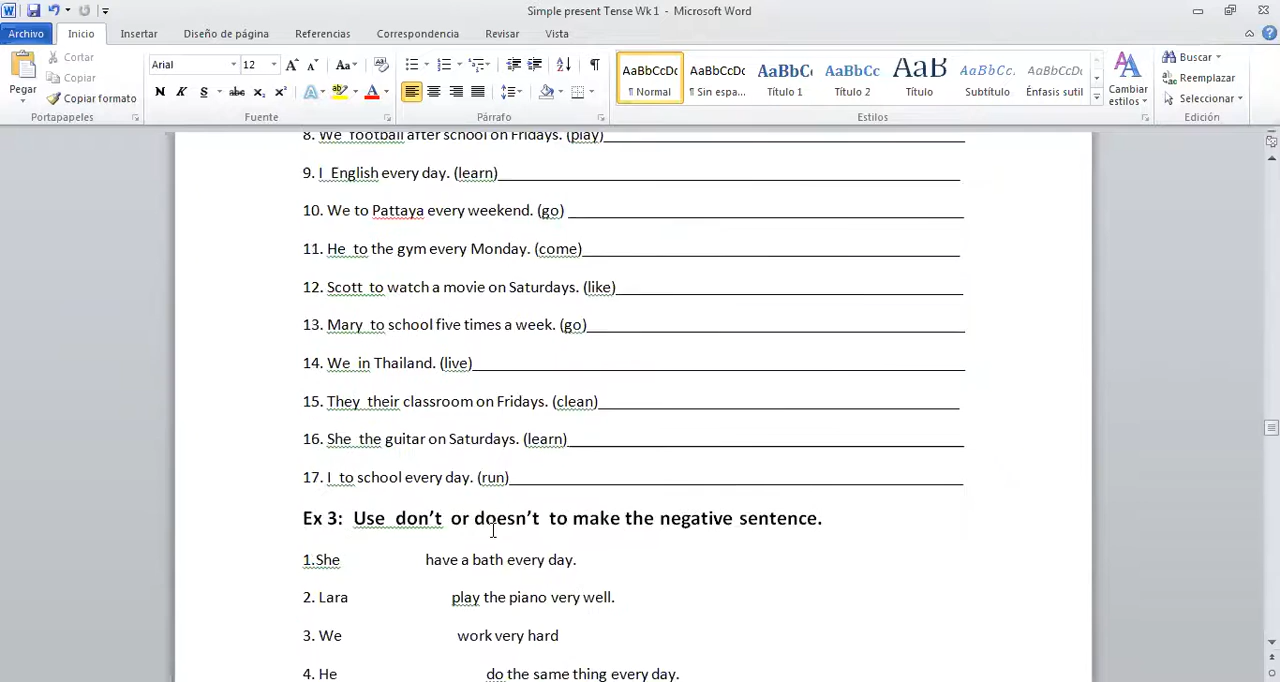 Simple present Tense Wk 1 - Microsoft Word
Archivo Inicio Insertar Diseño de página Referencias Correspondencia Revisar Vista
Pegar
Cortar
Copiar
Copiar formato
Portapapeles
Arial 12
Fuente
Párrafo
AaBbCcDc
¶ Normal
AaBbCcDc
¶ Sin espa...
AaBbC
Título 1
AaBbCc
Título 2
AaB
Título
AaBbCc.
Subtítulo
AaBbCcDc
Énfasis sutil
Cambiar estilos
Estilos
Buscar
Reemplazar
Seleccionar
Edición
8. We football after school on Fridays. (play)
9. I English every day. (learn)
10. We to Pattaya every weekend. (go)
11. He to the gym every Monday. (come)
12. Scott to watch a movie on Saturdays. (like)
13. Mary to school five times a week. (go)
14. We in Thailand. (live)
15. They their classroom on Fridays. (clean)
16. She the guitar on Saturdays. (learn)
17. I to school every day. (run)
Ex 3: Use don’t or doesn’t to make the negative sentence.
1.She have a bath every day.
2. Lara play the piano very well.
3. We work very hard
4. He do the same thing every day.